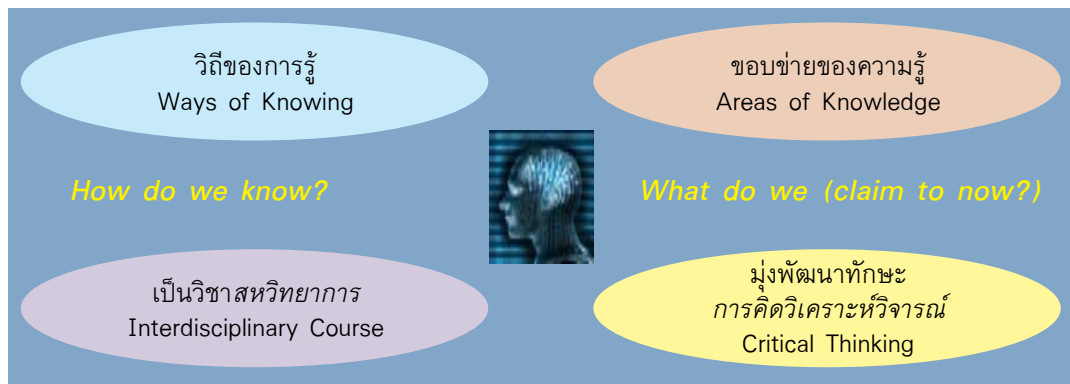 วิถีของการรู้
Ways of Knowing
ขอบข่ายของความรู้
Areas of Knowledge
How do we know?
What do we (claim to now?)
เป็นวิชาสหวิทยาการ
Interdisciplinary Course
มุ่งพัฒนาทักษะ
การคิดวิเคราะห์วิจารณ์
Critical Thinking